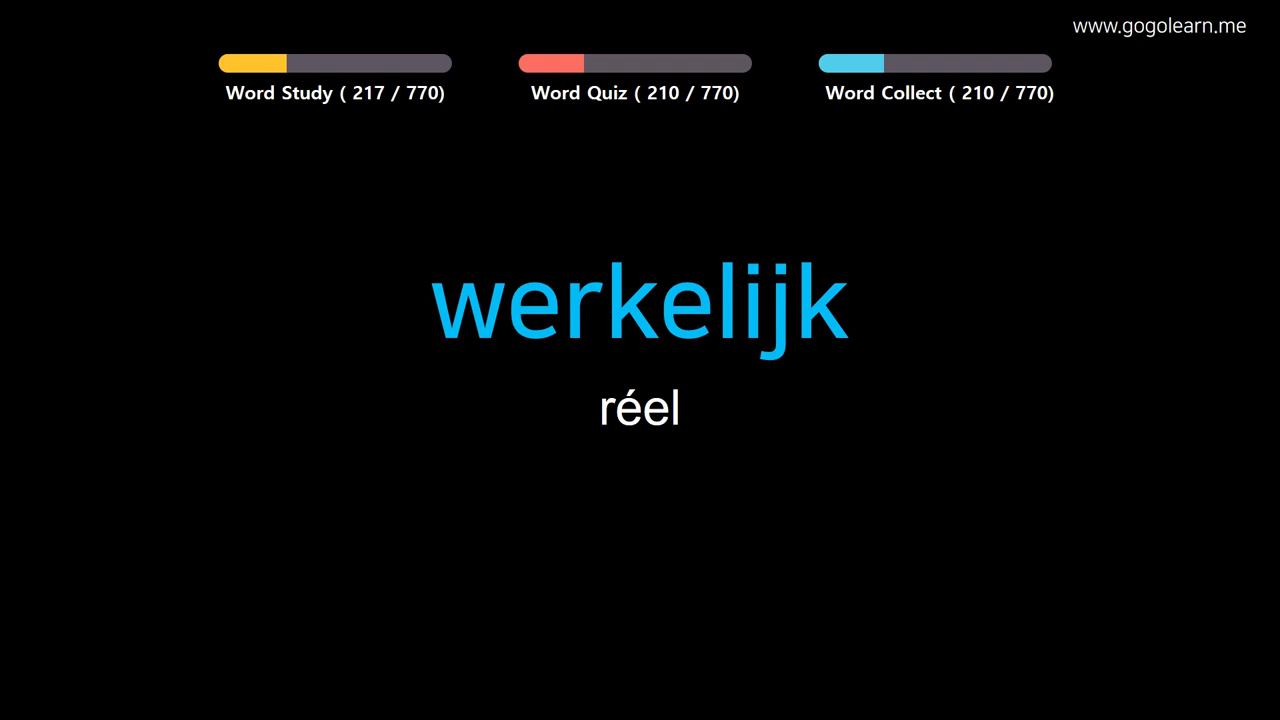 www.gogolearn.me
Word Study ( 217 / 770)
Word Quiz ( 210 / 770)
Word Collect ( 210 / 770)
werkelijk
réel